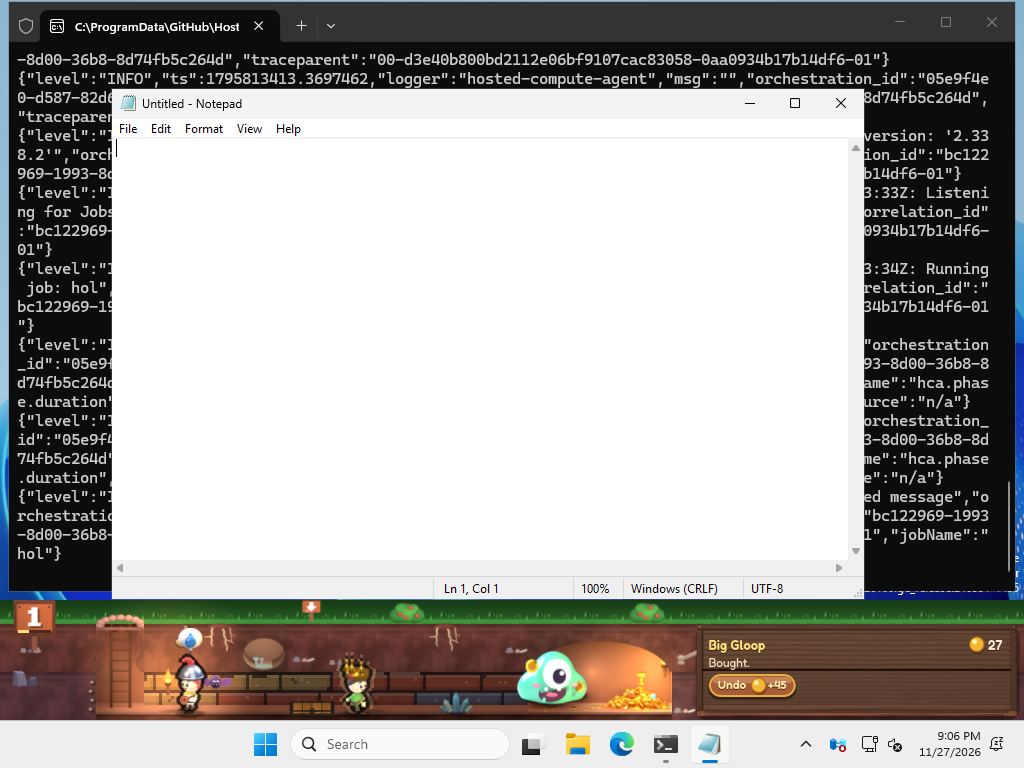 C:\ProgramData\GitHub\Host
-8d00-36b8-8d74fb5c264d","traceparent":"00-d3e40b800bd2112e06bf9107cac83058-0aa0934b17b14df6-01"}
{"level":"INFO","ts":1795813413.3697462,"logger":"hosted-compute-agent","msg":"","orchestration_id":"05e9f4e
0-d587-82d6
8d74fb5c264d",
"traceparen
{"level":"I
version: '2.33
8.2'","orch
ion_id":"bc122
969-1993-8d
b14df6-01"}
{"level":"I
3:33Z: Listeni
ng for Jobs
orrelation_id"
:"bc122969-
0934b17b14df6-
01"}
{"level":"I
3:34Z: Running
job: hol",
relation_id":"
bc122969-19
34b17b14df6-01
"}
{"level":"I
"orchestration
_id":"05e9f
93-8d00-36b8-8
d74fb5c264d
ame":"hca.phas
e.duration"
urce":"n/a"}
{"level":"I
orchestration_
id":"05e9f4
3-8d00-36b8-8d
74fb5c264d"
me":"hca.phase
.duration",
e":"n/a"}
{"level":"I
ed message","o
rchestratio
"bc122969-1993
-8d00-36b8-
1","jobName":"
hol"}
Untitled - Notepad
File Edit Format View Help
Ln 1, Col 1 100% Windows (CRLF) UTF-8
1
Big Gloop 27
Bought.
Undo +45
Search
9:06 PM
11/27/2026